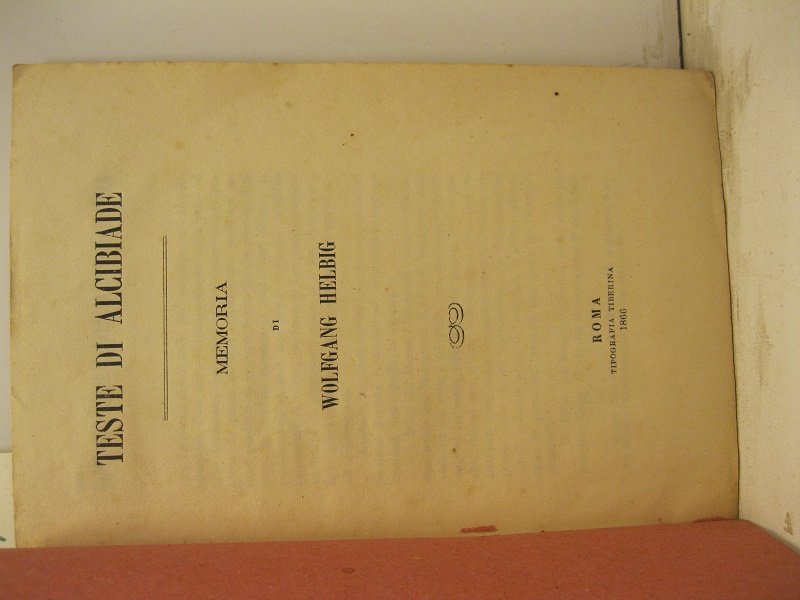 TESTE DI ALCIBIADE
MEMORIA
DI
WOLFGANG HELBIG
ROMA
TIPOGRAFIA TIBERINA
1866